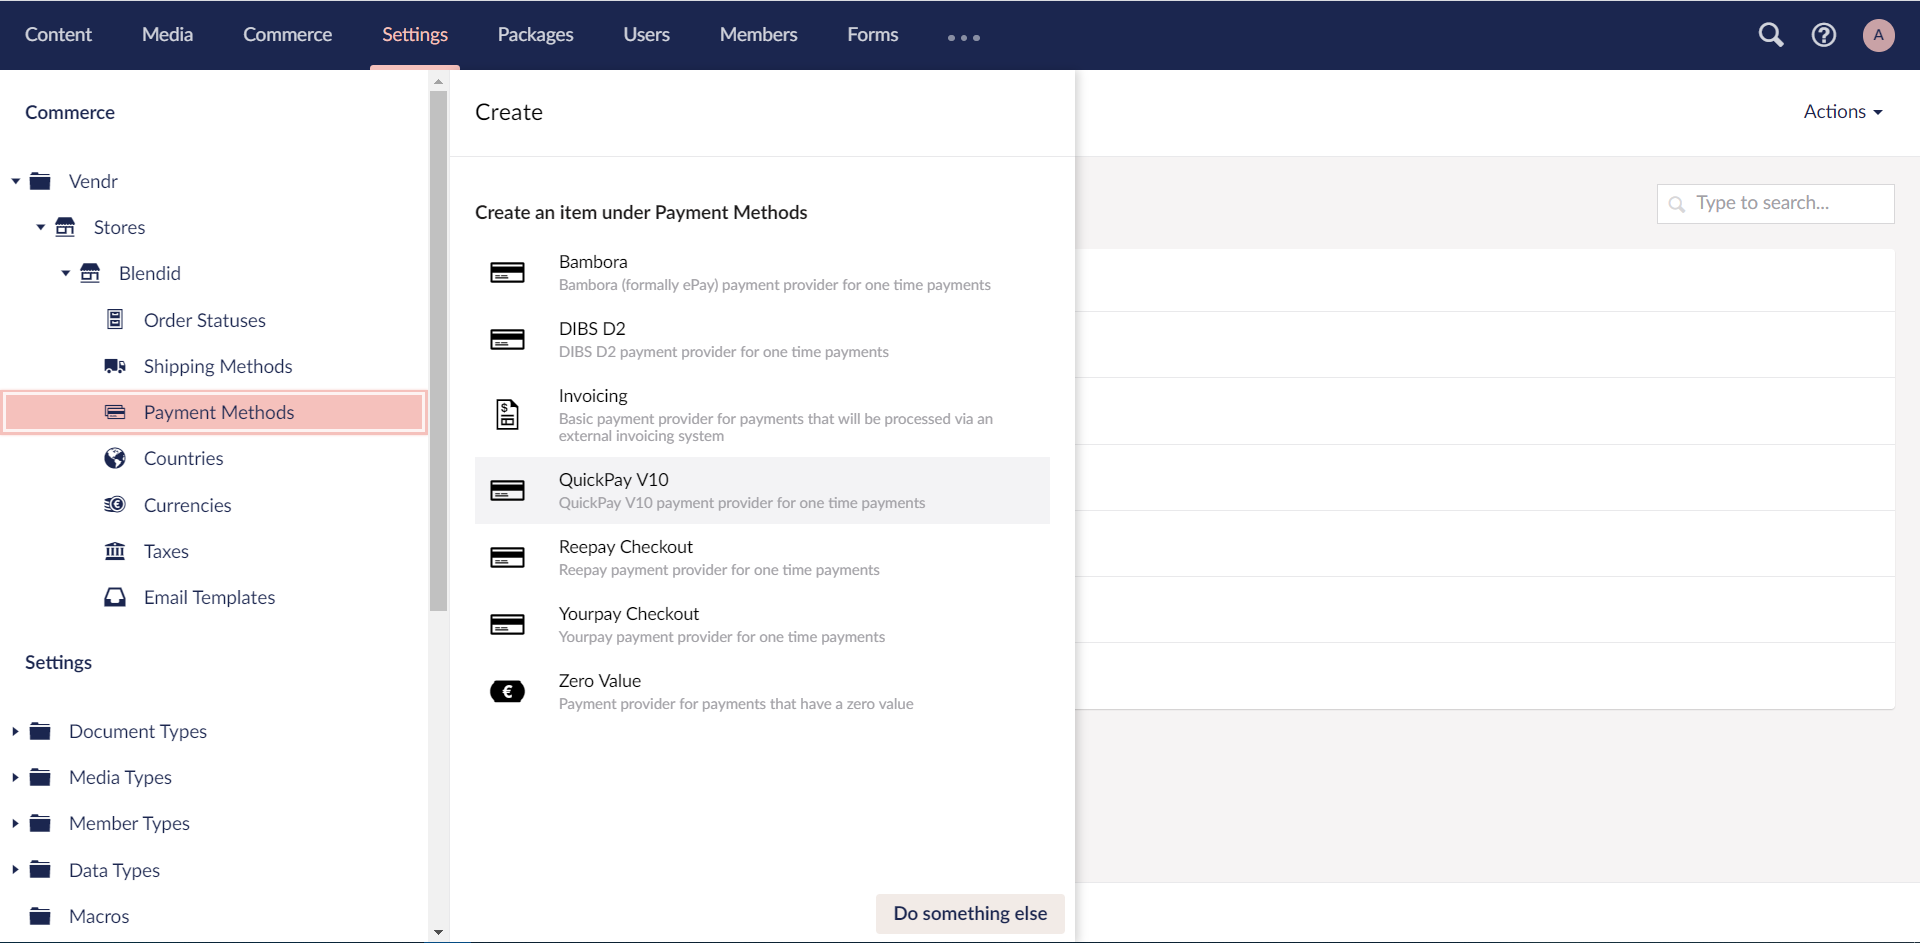 Content
Media
Commerce
Settings
Packages
Users
Members
Forms
A
Commerce
Vendr
Stores
Blendid
Order Statuses
Shipping Methods
Payment Methods
Countries
Currencies
Taxes
Email Templates
Settings
Document Types
Media Types
Member Types
Data Types
Macros
Create
Create an item under Payment Methods
Bambora
Bambora (formally ePay) payment provider for one time payments
DIBS D2
DIBS D2 payment provider for one time payments
Invoicing
Basic payment provider for payments that will be processed via an
external invoicing system
QuickPay V10
QuickPay V10 payment provider for one time payments
Reepay Checkout
Reepay payment provider for one time payments
Yourpay Checkout
Yourpay payment provider for one time payments
Zero Value
Payment provider for payments that have a zero value
Do something else
Actions
Type to search...